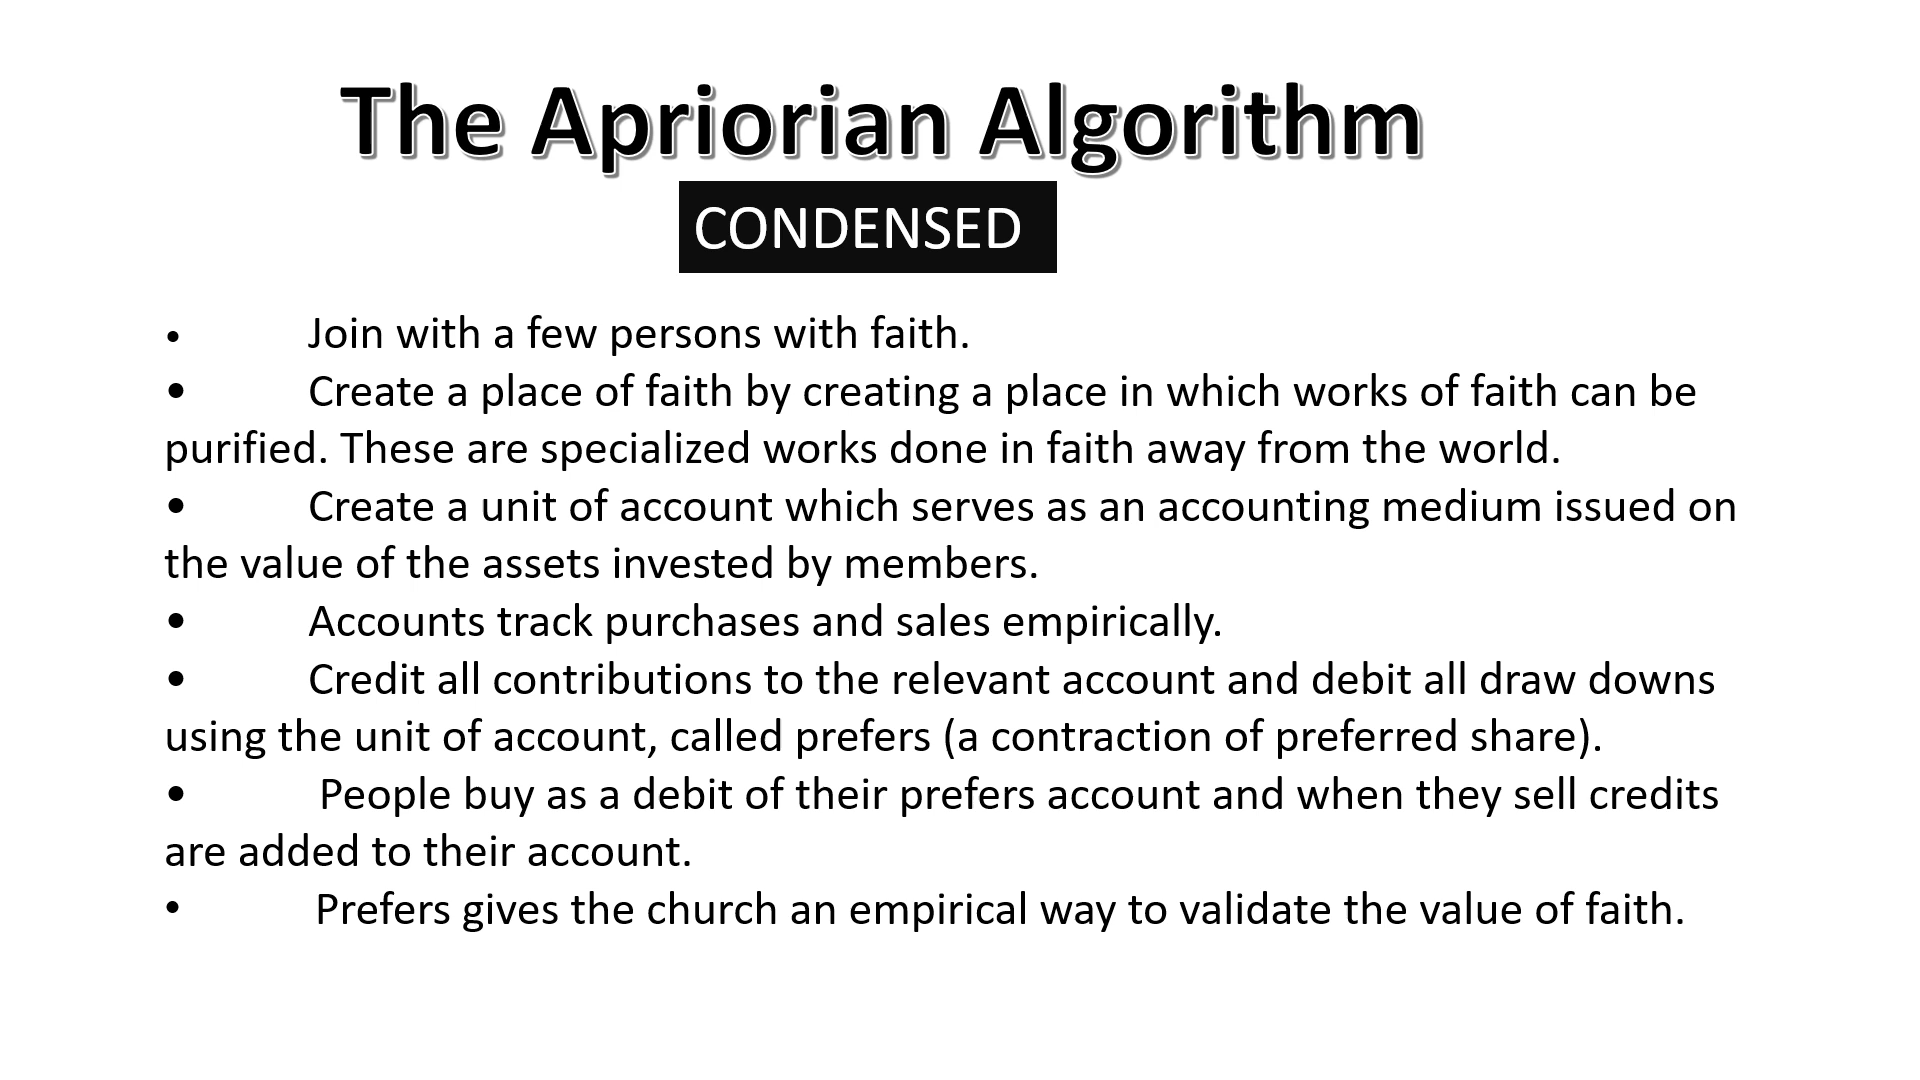 The Apriorian Algorithm
CONDENSED
• Join with a few persons with faith.
• Create a place of faith by creating a place in which works of faith can be
purified. These are specialized works done in faith away from the world.
• Create a unit of account which serves as an accounting medium issued on
the value of the assets invested by members.
• Accounts track purchases and sales empirically.
• Credit all contributions to the relevant account and debit all draw downs
using the unit of account, called prefers (a contraction of preferred share).
• People buy as a debit of their prefers account and when they sell credits
are added to their account.
• Prefers gives the church an empirical way to validate the value of faith.